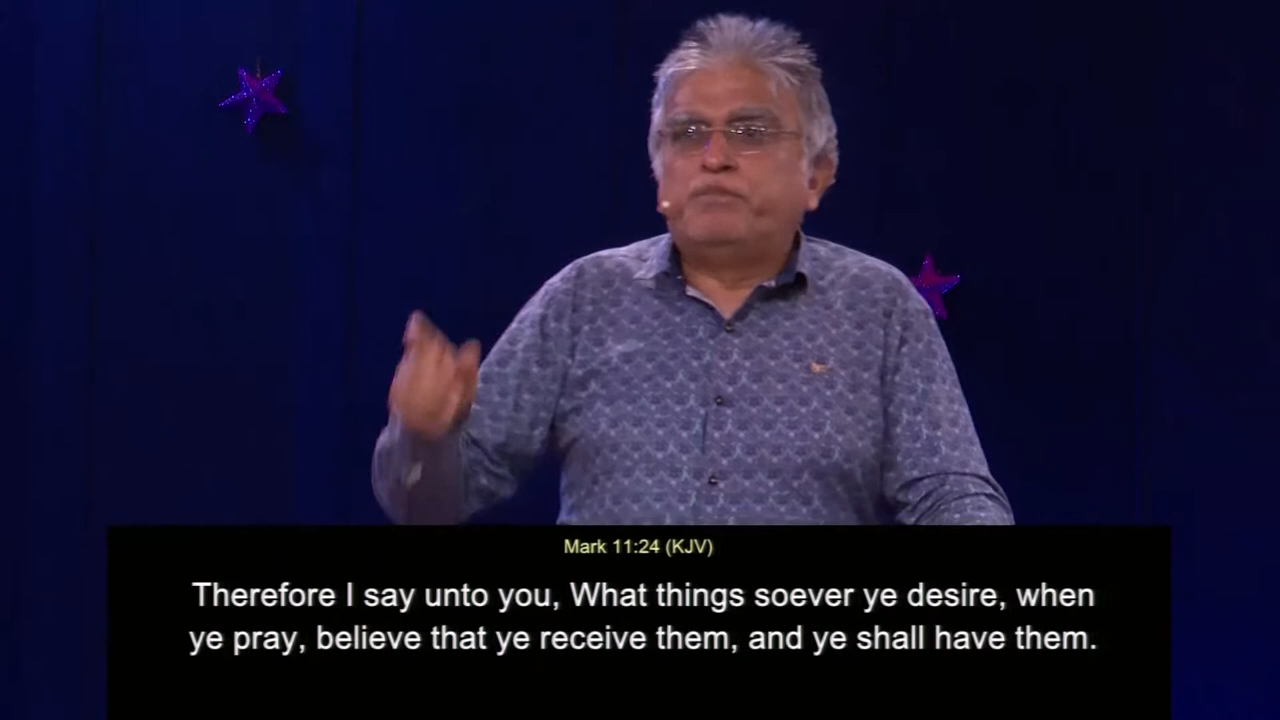 Mark 11:24 (KJV)
Therefore I say unto you, What things soever ye desire, when
ye pray, believe that ye receive them, and ye shall have them.